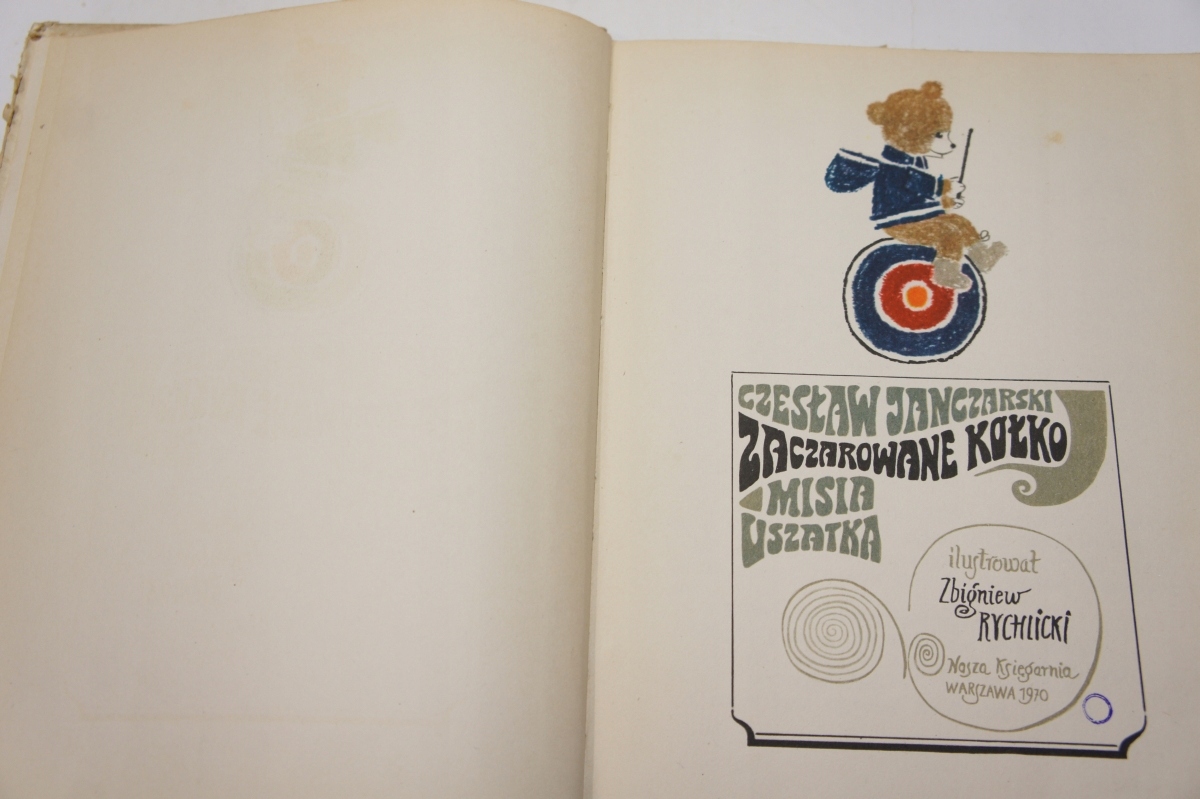 CZESŁAW JANCZARSKI
ZACZAROWANE KÓŁKO
MISIA
USZATKA
ilustrował
Zbigniew
RYCHLICKI
Nasza Księgarnia
WARSZAWA 1970